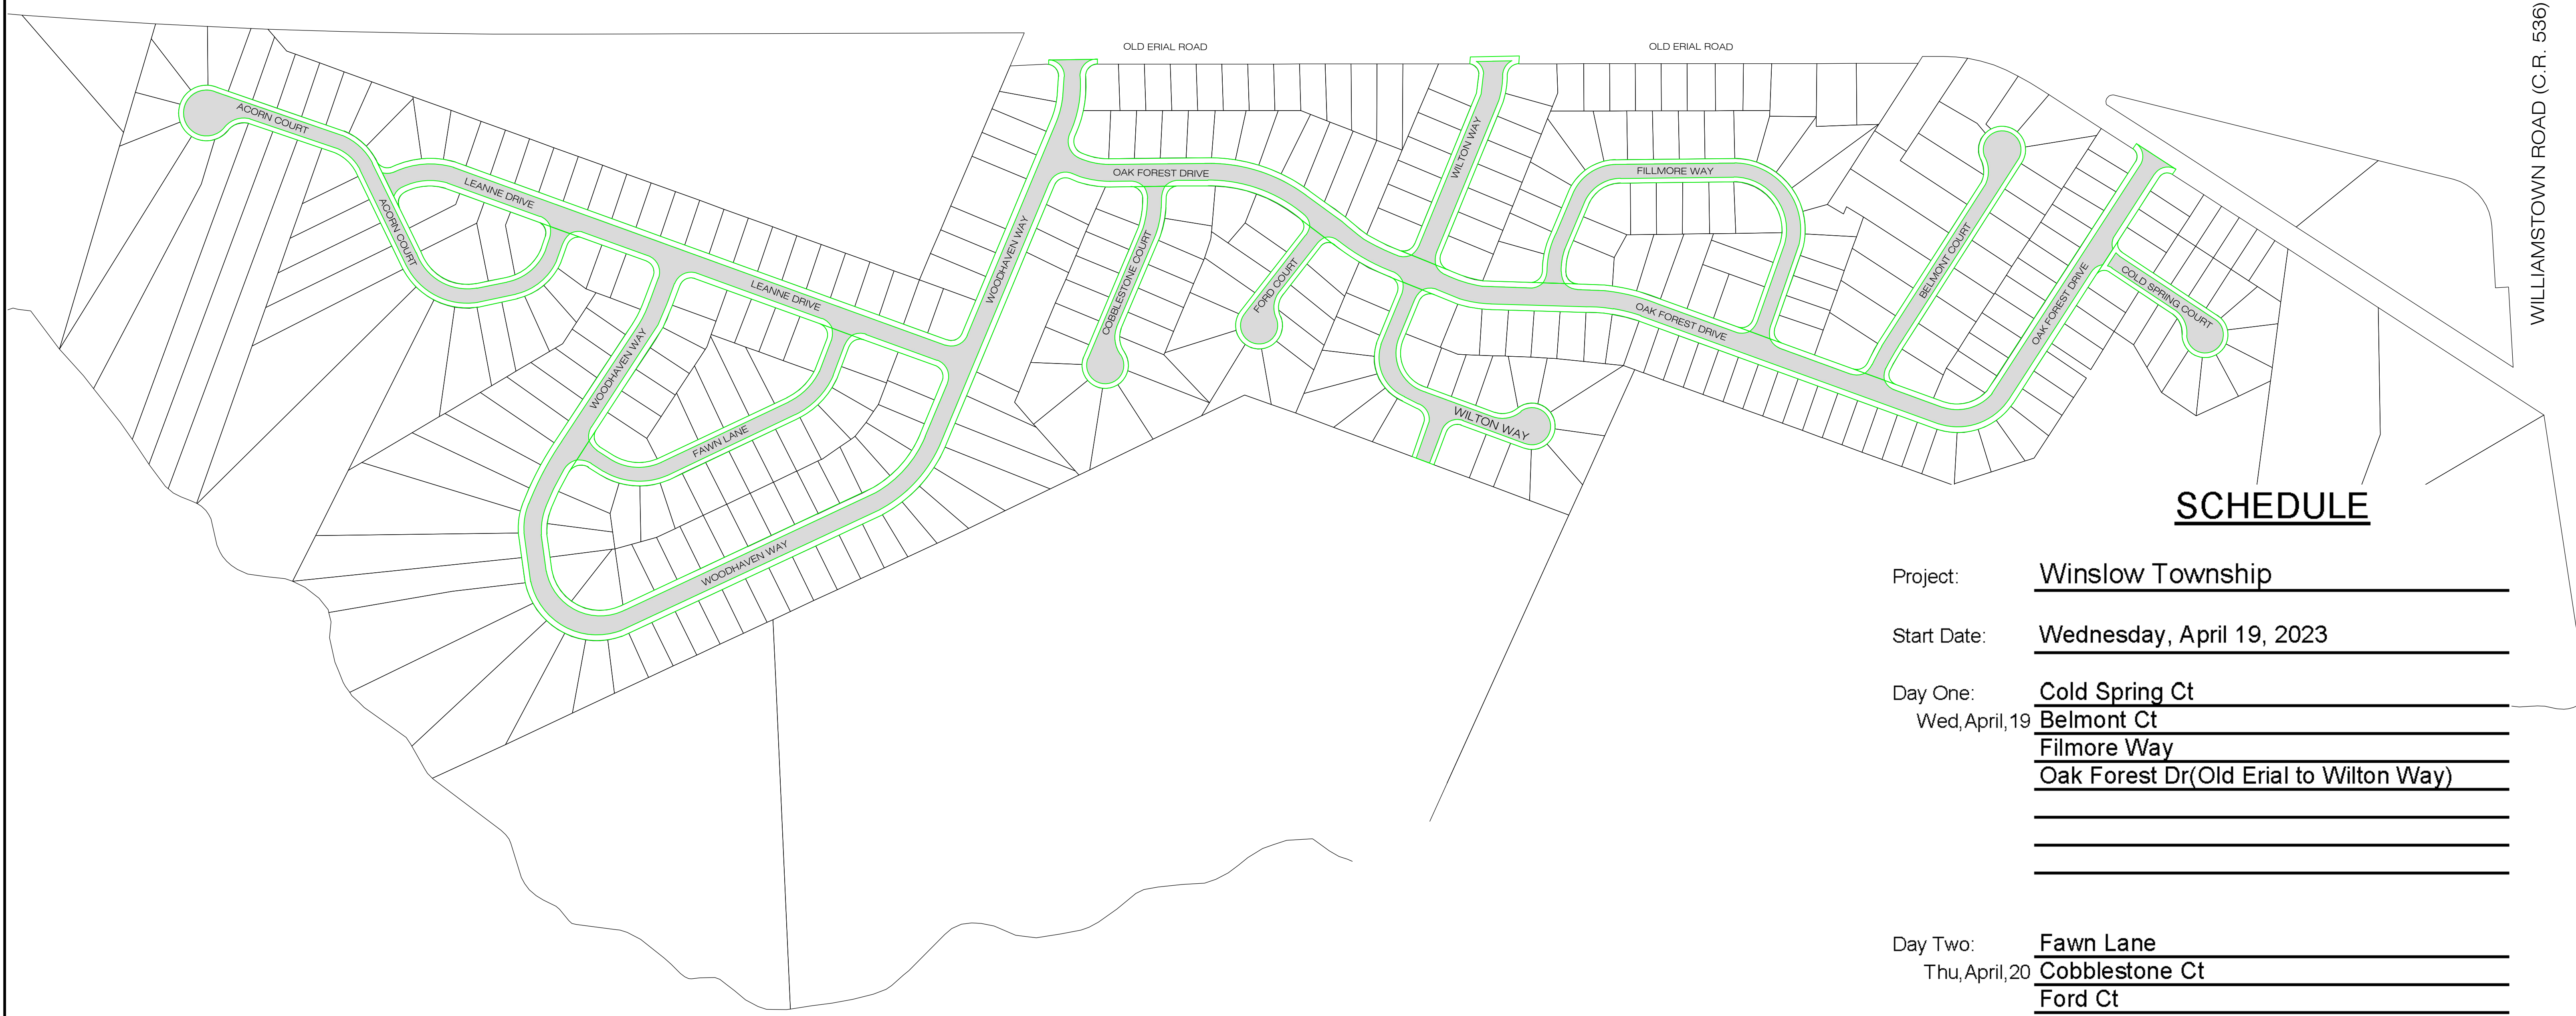 OLD ERIAL ROAD
OLD ERIAL ROAD
WILLIAMSTOWN ROAD (C.R. 536)
ACORN COURT
LEANNE DRIVE
ACORN COURT
OAK FOREST DRIVE
WILTON WAY
FILLMORE WAY
WOODHAVEN WAY
COBBLESTONE COURT
FORD COURT
BELMONT COURT
OAK FOREST DRIVE
COLD SPRING COURT
LEANNE DRIVE
OAK FOREST DRIVE
WOODHAVEN WAY
FAWN LANE
WILTON WAY
WOODHAVEN WAY
SCHEDULE
Project: Winslow Township
Start Date: Wednesday, April 19, 2023
Day One: Cold Spring Ct
Wed,April,19 Belmont Ct
Filmore Way
Oak Forest Dr(Old Erial to Wilton Way)
Day Two: Fawn Lane
Thu,April,20 Cobblestone Ct
Ford Ct